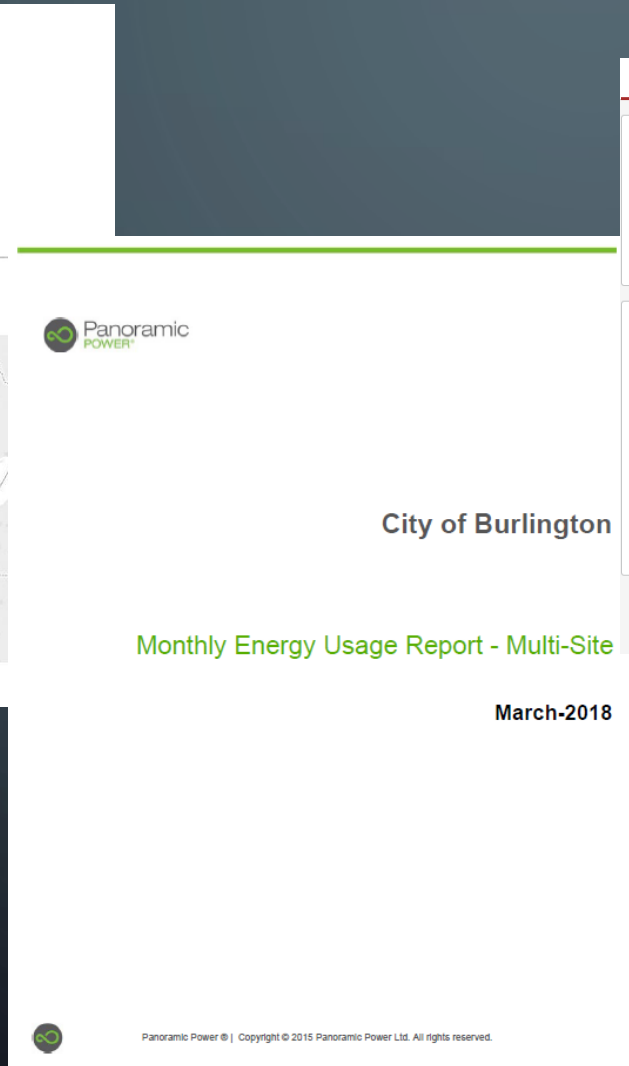 Panoramic
POWER®
City of Burlington
Monthly Energy Usage Report - Multi-Site
March-2018
Panoramic Power ® | Copyright © 2015 Panoramic Power Ltd. All rights reserved.